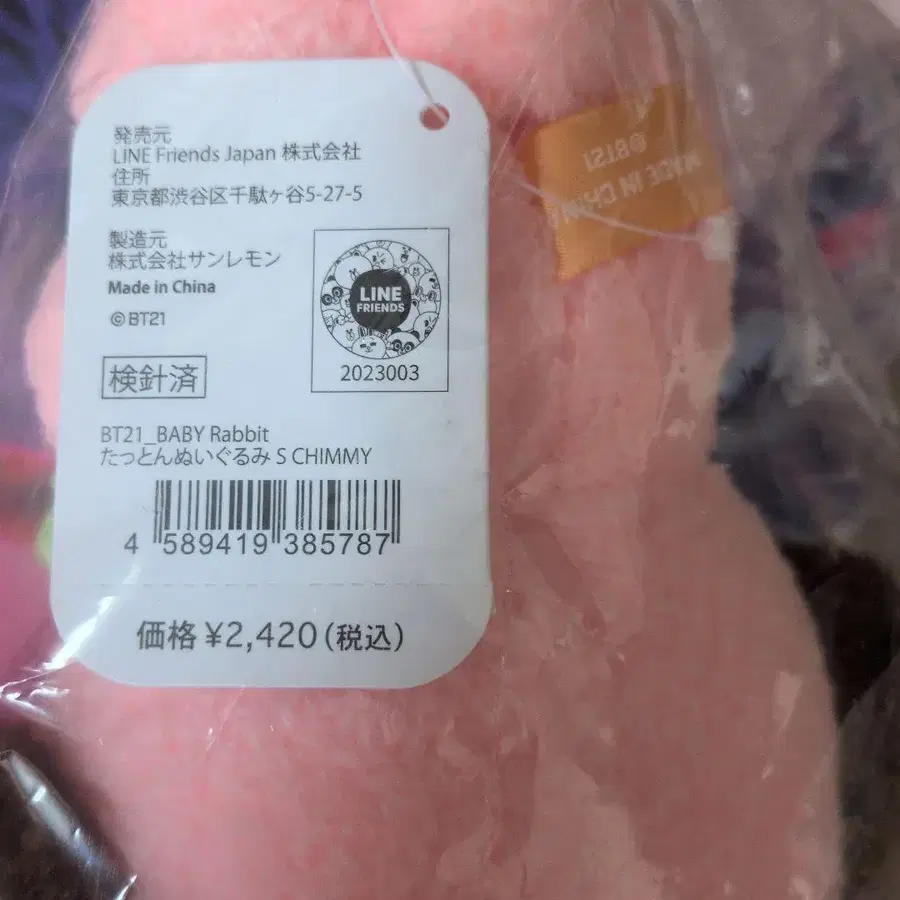 発売元
LINE Friends Japan 株式会社
住所
東京都渋谷区千駄ヶ谷5-27-5
製造元
株式会社サンレモン
Made in China
©BT21
LINE
FRIENDS
2023003
検針済
BT21_BABY Rabbit
たっとんぬいぐるみ S CHIMMY
4 589419 385787
価格 ¥2,420(税込)
©BT21
MADE IN CHINA